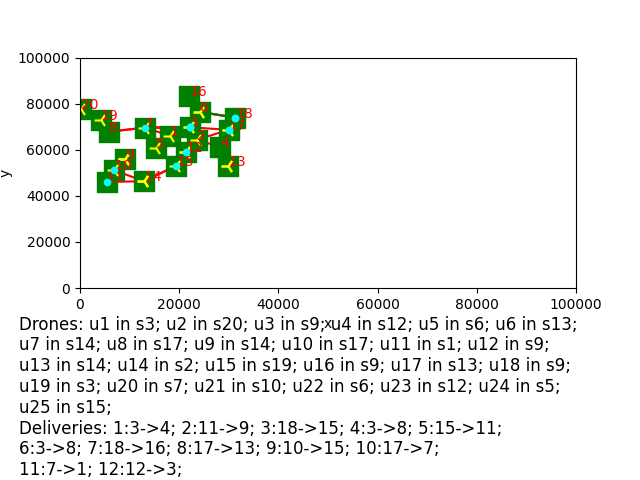 100000
80000
60000
40000
20000
0
0 20000 40000 60000 80000 100000
y
x
16
18
9
3
4
Drones: u1 in s3; u2 in s20; u3 in s9; u4 in s12; u5 in s6; u6 in s13;
u7 in s14; u8 in s17; u9 in s14; u10 in s17; u11 in s1; u12 in s9;
u13 in s14; u14 in s2; u15 in s19; u16 in s9; u17 in s13; u18 in s9;
u19 in s3; u20 in s7; u21 in s10; u22 in s6; u23 in s12; u24 in s5;
u25 in s15;
Deliveries: 1:3->4; 2:11->9; 3:18->15; 4:3->8; 5:15->11;
6:3->8; 7:18->16; 8:17->13; 9:10->15; 10:17->7;
11:7->1; 12:12->3;